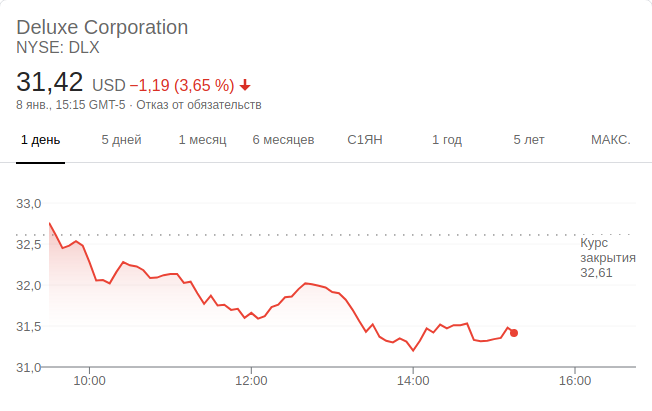 Deluxe Corporation
NYSE: DLX
31,42 USD −1,19 (3,65 %)
8 янв., 15:15 GMT-5 · Отказ от обязательств
1 день 5 дней 1 месяц 6 месяцев С1ЯН 1 год 5 лет МАКС.
33,0
32,5
32,0
31,5
31,0
Курс
закрытия
32,61
10:00 12:00 14:00 16:00